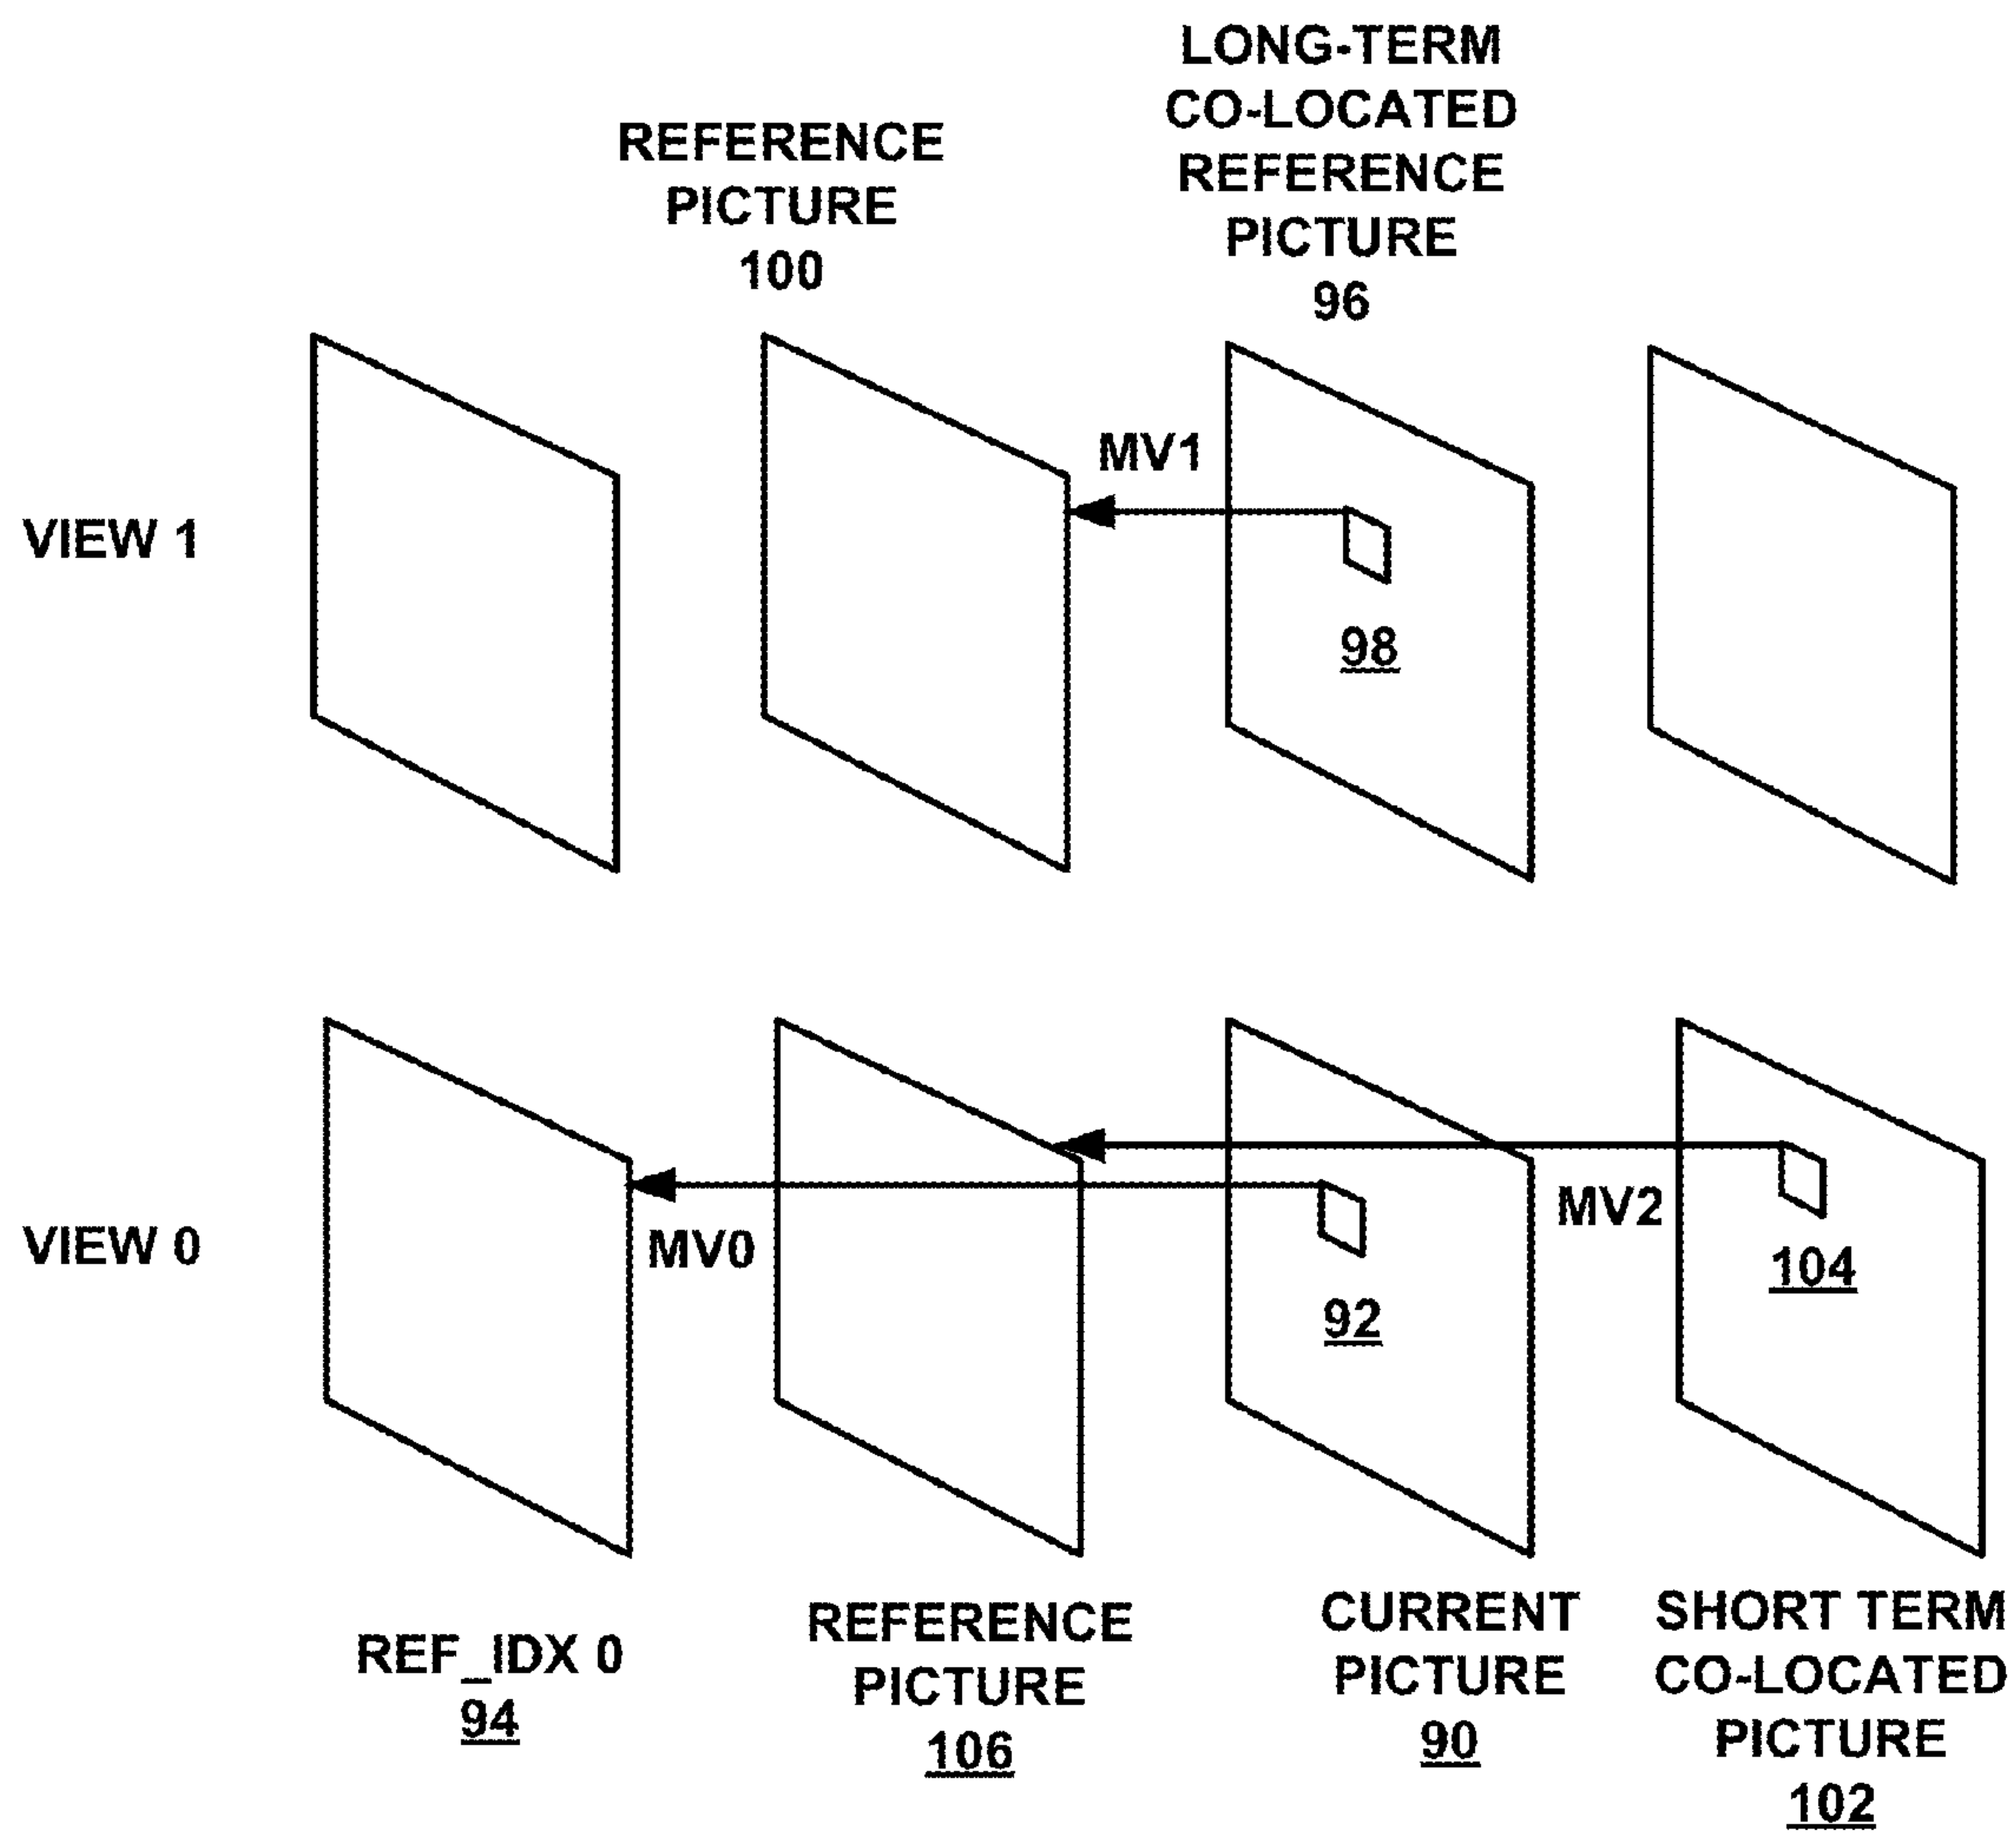 LONG-TERM
CO-LOCATED
REFERENCE
PICTURE
96
REFERENCE
PICTURE
100
MV1
VIEW 1
98
MV2
MV0
VIEW 0
104
92
REF_IDX 0
94
REFERENCE
PICTURE
106
CURRENT
PICTURE
90
SHORT TERM
CO-LOCATED
PICTURE
102